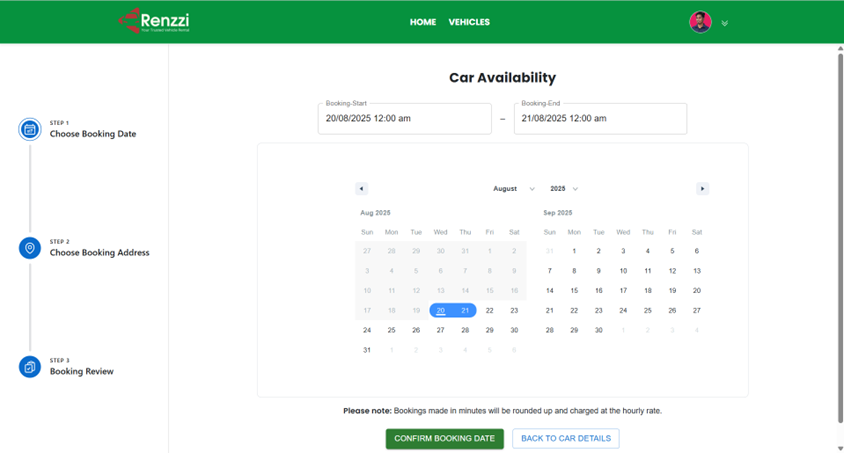 Renzzi
Your Trusted Vehicle Rental
HOME VEHICLES
STEP 1
Choose Booking Date
STEP 2
Choose Booking Address
STEP 3
Booking Review
Car Availability
Booking-Start
20/08/2025 12:00 am
–
Booking-End
21/08/2025 12:00 am
August 2025
Aug 2025
Sun Mon Tue Wed Thu Fri Sat
27 28 29 30 31 1 2
3 4 5 6 7 8 9
10 11 12 13 14 15 16
17 18 19 20 21 22 23
24 25 26 27 28 29 30
31 1 2 3 4 5 6
Sep 2025
Sun Mon Tue Wed Thu Fri Sat
31 1 2 3 4 5 6
7 8 9 10 11 12 13
14 15 16 17 18 19 20
21 22 23 24 25 26 27
28 29 30 1 2 3 4
Please note: Bookings made in minutes will be rounded up and charged at the hourly rate.
CONFIRM BOOKING DATE
BACK TO CAR DETAILS